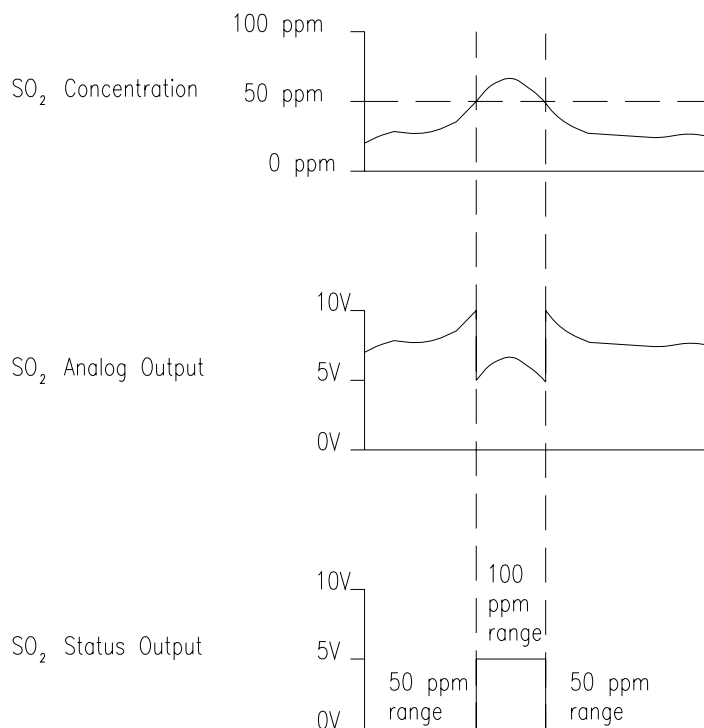 100 ppm
SO₂ Concentration
50 ppm
0 ppm
10V
SO₂ Analog Output
5V
0V
10V
100
ppm
range
SO₂ Status Output
5V
50 ppm
range
50 ppm
range
0V